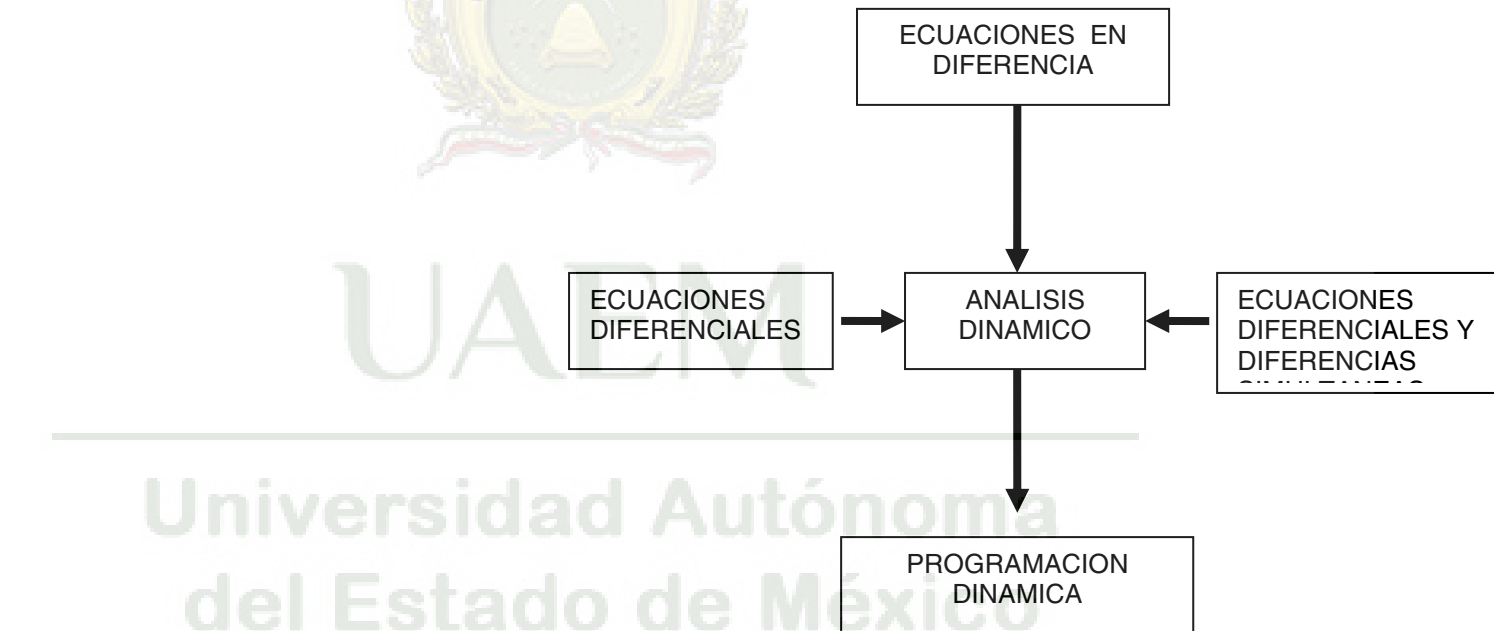 ECUACIONES EN
DIFERENCIA
ECUACIONES
DIFERENCIALES
ANALISIS
DINAMICO
ECUACIONES
DIFERENCIALES Y
DIFERENCIAS
UAEM
Universidad Autónoma
del Estado de México
PROGRAMACION
DINAMICA